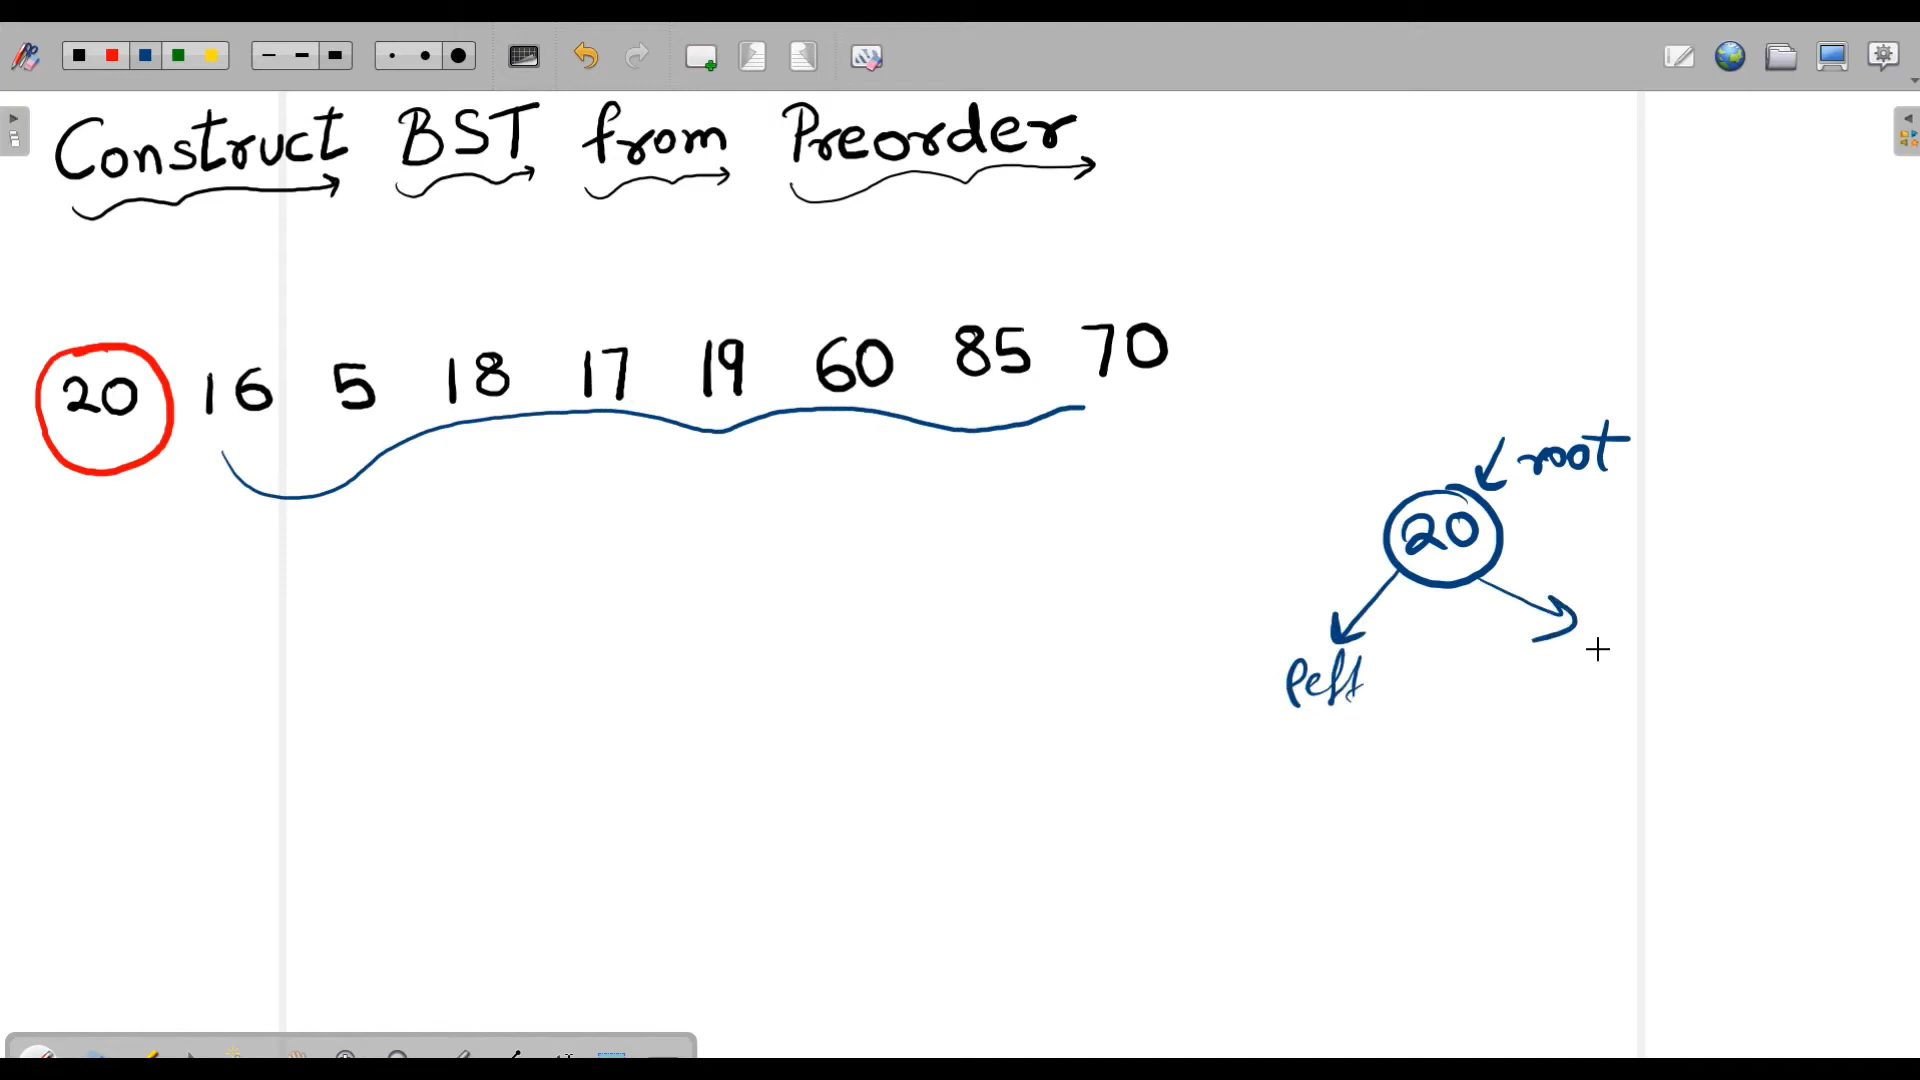 Construct BST from Preorder
20 16 5 18 17 19 60 85 70
root
20
left